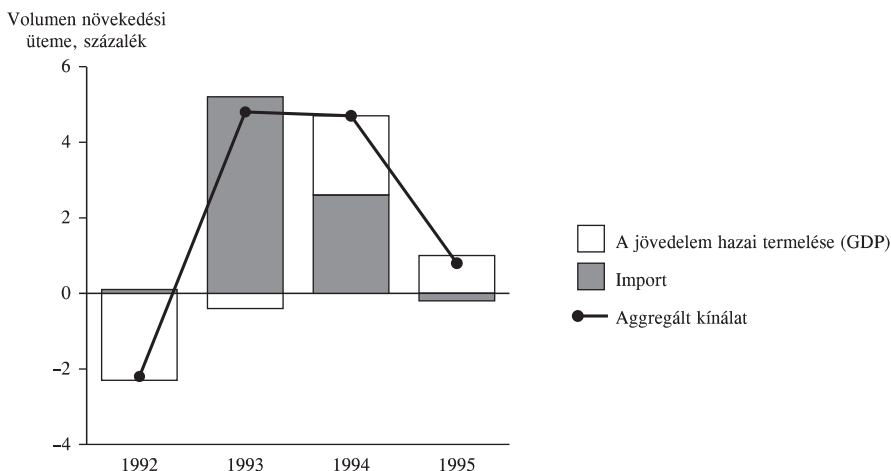 Volumen növekedési
üteme, százalék
6
4
2
0
–2
–4
1992 1993 1994 1995
A jövedelem hazai termelése (GDP)
Import
Aggregált kínálat